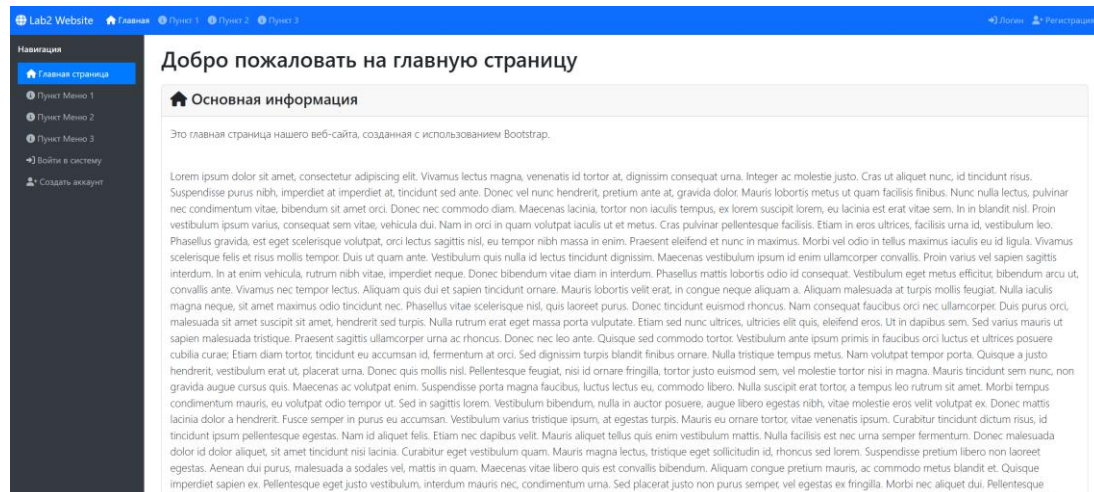 Lab2 Website Главная Пункт 1 Пункт 2 Пункт 3 Логин Регистрация
Навигация
Главная страница
Пункт Меню 1
Пункт Меню 2
Пункт Меню 3
Войти в систему
Создать аккаунт
Добро пожаловать на главную страницу
Основная информация
Это главная страница нашего веб-сайта, созданная с использованием Bootstrap.
Lorem ipsum dolor sit amet, consectetur adipiscing elit. Vivamus lectus magna, venenatis id tortor at, dignissim consequat urna. Integer ac molestie justo. Cras ut aliquet nunc, id tincidunt risus.
Suspendisse purus nibh, imperdiet at imperdiet at, tincidunt sed ante. Donec vel nunc hendrerit, pretium ante at, gravida dolor. Mauris lobortis metus ut quam facilisis finibus. Nunc nulla lectus, pulvinar
nec condimentum vitae, bibendum sit amet orci. Donec nec commodo diam. Maecenas lacinia, tortor non iaculis tempus, ex lorem suscipit lorem, eu lacinia est erat vitae sem. In in blandit nisl. Proin
vestibulum ipsum varius, consequat sem vitae, vehicula dui. Nam in orci in quam volutpat iaculis ut et metus. Cras pulvinar pellentesque facilisis. Etiam in eros ultrices, facilisis urna id, vestibulum leo.
Phasellus gravida, est eget scelerisque volutpat, orci lectus sagittis nisl, eu tempor nibh massa in enim. Praesent eleifend et nunc in maximus. Morbi vel odio in tellus maximus iaculis eu id ligula. Vivamus
scelerisque felis et risus mollis tempor. Duis ut quam ante. Vestibulum quis nulla id lectus tincidunt dignissim. Maecenas vestibulum ipsum id enim ullamcorper convallis. Proin varius vel sapien sagittis
interdum. In at enim vehicula, rutrum nibh vitae, imperdiet neque. Donec bibendum vitae diam in interdum. Phasellus mattis lobortis odio id consequat. Vestibulum eget metus efficitur, bibendum arcu ut,
convallis ante. Vivamus nec tempor lectus. Aliquam quis dui et sapien tincidunt ornare. Mauris lobortis velit erat, in congue neque aliquam a. Aliquam malesuada at turpis mollis feugiat. Nulla iaculis
magna neque, sit amet maximus odio tincidunt nec. Phasellus vitae scelerisque nisl, quis laoreet purus. Donec tincidunt euismod rhoncus. Nam consequat faucibus orci nec ullamcorper. Duis purus orci,
malesuada sit amet suscipit sit amet, hendrerit sed turpis. Nulla rutrum erat eget massa porta vulputate. Etiam sed nunc ultrices, ultricies elit quis, eleifend eros. Ut in dapibus sem. Sed varius mauris ut
sapien malesuada tristique. Praesent sagittis ullamcorper urna ac rhoncus. Donec nec leo ante. Quisque sed commodo tortor. Vestibulum ante ipsum primis in faucibus orci luctus et ultrices posuere
cubilia curae; Etiam diam tortor, tincidunt eu accumsan id, fermentum at orci. Sed dignissim turpis blandit finibus ornare. Nulla tristique tempus metus. Nam volutpat tempor porta. Quisque a justo
hendrerit, vestibulum erat ut, placerat urna. Donec quis mollis nisl. Pellentesque feugiat, nisi id ornare fringilla, tortor justo euismod sem, vel molestie tortor nisi in magna. Mauris tincidunt sem nunc, non
gravida augue cursus quis. Maecenas ac volutpat enim. Suspendisse porta magna faucibus, luctus lectus eu, commodo libero. Nulla suscipit erat tortor, a tempus leo rutrum sit amet. Morbi tempus
condimentum mauris, eu volutpat odio tempor ut. Sed in sagittis lorem. Vestibulum bibendum, nulla in auctor posuere, augue libero egestas nibh, vitae molestie eros velit volutpat ex. Donec mattis
lacinia dolor a hendrerit. Fusce semper in purus eu accumsan. Vestibulum varius tristique ipsum, at egestas turpis. Mauris eu ornare tortor, vitae venenatis ipsum. Curabitur tincidunt dictum risus, id
tincidunt ipsum pellentesque egestas. Nam id aliquet felis. Etiam nec dapibus velit. Mauris aliquet tellus quis enim vestibulum mattis. Nulla facilisis est nec urna semper fermentum. Donec malesuada
dolor id dolor aliquet, sit amet tincidunt nisi lacinia. Curabitur eget vestibulum quam. Mauris magna lectus, tristique eget sollicitudin id, rhoncus sed lorem. Suspendisse pretium libero non laoreet
egestas. Aenean dui purus, malesuada a sodales vel, mattis in quam. Maecenas vitae libero quis est convallis bibendum. Aliquam congue pretium mauris, ac commodo metus blandit et. Quisque
imperdiet sapien ex. Pellentesque eget justo vestibulum, interdum mauris nec, condimentum urna. Sed placerat justo non purus semper, vel egestas ex fringilla. Morbi nec aliquet dui. Pellentesque